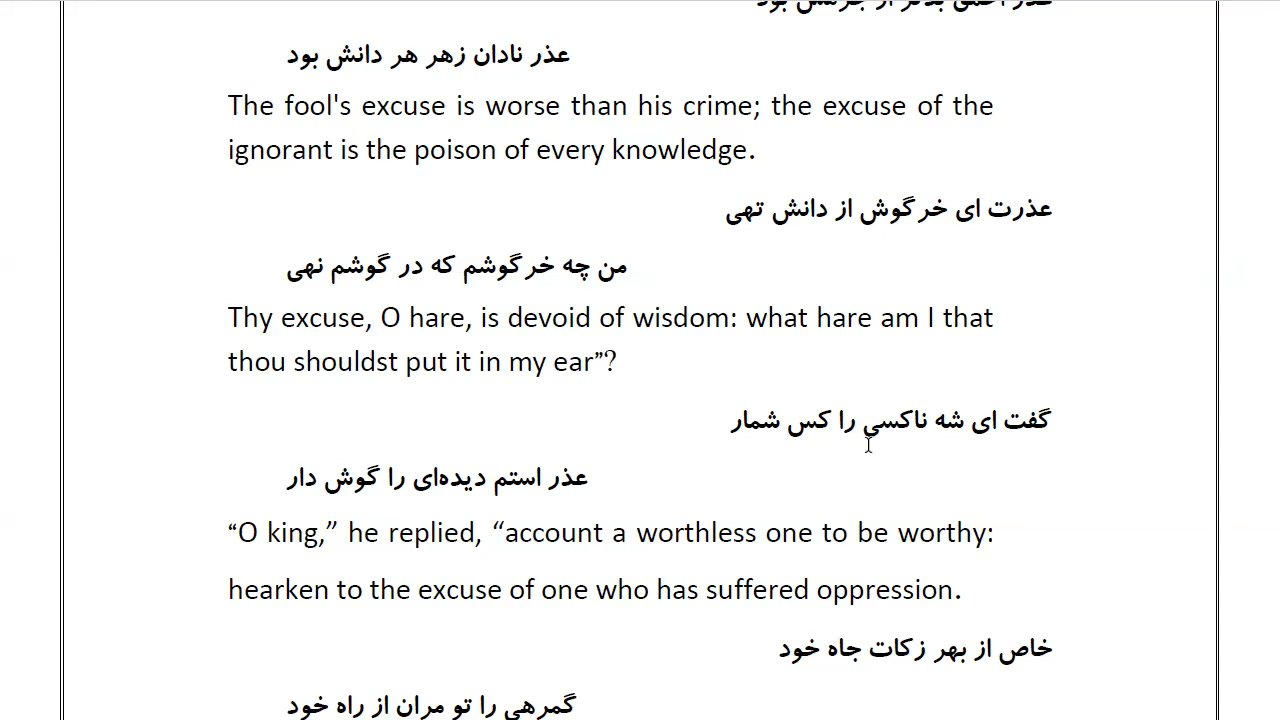 عذر نادان زهر هر دانش بود
The fool's excuse is worse than his crime; the excuse of the
ignorant is the poison of every knowledge.
عذرت ای خرگوش از دانش تهی
من چه خرگوشم که در گوشم نهی
Thy excuse, O hare, is devoid of wisdom: what hare am I that
thou shouldst put it in my ear”?
گفت ای شه ناکسی را کس شمار
عذر استم دیده‌ای را گوش دار
“O king,” he replied, “account a worthless one to be worthy:
hearken to the excuse of one who has suffered oppression.
خاص از بهر زکات جاه خود
گمرهی را تو مران از راه خود